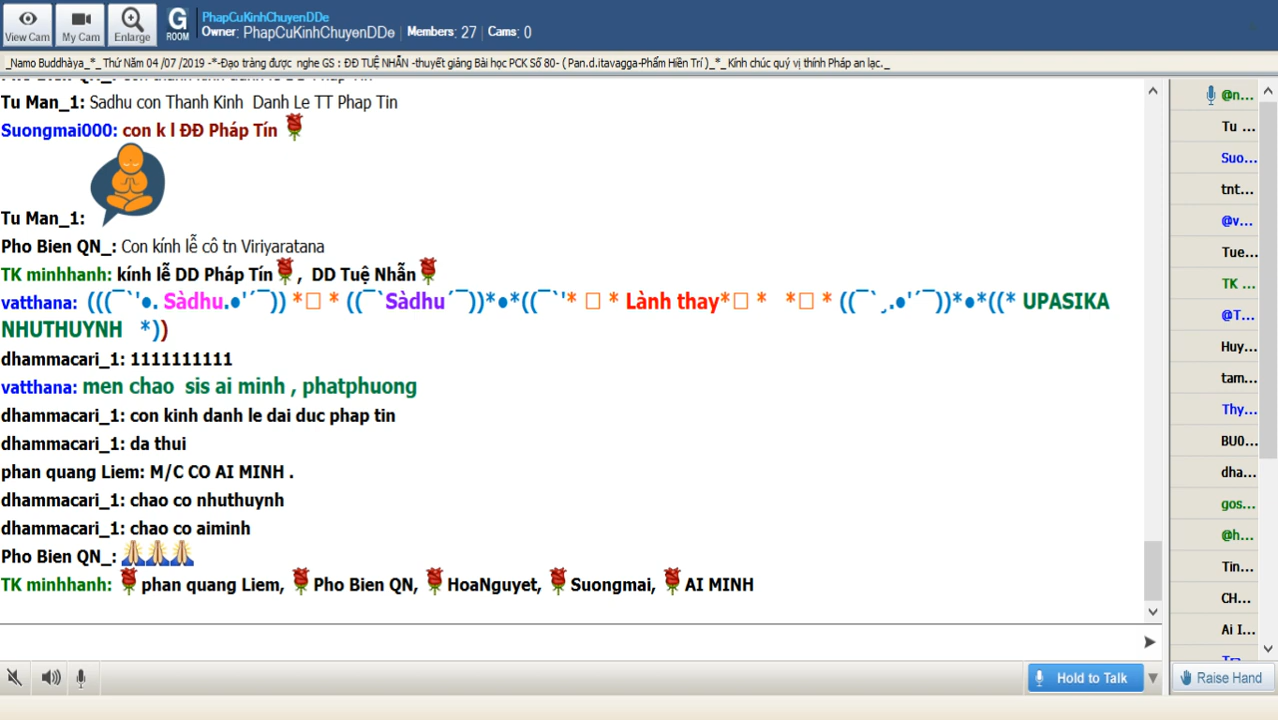 View Cam
My Cam
Enlarge
G
ROOM
PhapCuKinhChuyenDDe
Owner: PhapCuKinhChuyenDDe Members: 27 Cams: 0
_Namo Buddhàya_*_ Thứ Năm 04 /07 /2019 -*-Đạo tràng được nghe GS : ĐĐ TUỆ NHẪN -thuyết giảng Bài học PCK Số 80- ( Pan.d.itavagga-Phẩm Hiền Trí )_*_ Kính chúc quý vị thính Pháp an lạc._
Tu Man_1: Sadhu con Thanh Kinh Danh Le TT Phap Tin
Suongmai000: con k l ĐĐ Pháp Tín
Tu Man_1:
Pho Bien QN_: Con kính lễ cô tn Viriyaratana
TK minhhanh: kính lễ DD Pháp Tín, DD Tuệ Nhẫn
vatthana: (((¯`'●. Sàdhu.●'´¯)) *□ * ((¯`Sàdhu´¯))*●*((¯`'* □ * Lành thay*□ * *□ * ((¯`¸.●'´¯))*●*((* UPASIKA
NHUTHUYNH *))
dhammacari_1: 1111111111
vatthana: men chao sis ai minh , phatphuong
dhammacari_1: con kinh danh le dai duc phap tin
dhammacari_1: da thui
phan quang Liem: M/C CO AI MINH .
dhammacari_1: chao co nhuthuynh
dhammacari_1: chao co aiminh
Pho Bien QN_:
TK minhhanh: phan quang Liem, Pho Bien QN, HoaNguyet, Suongmai, AI MINH
@n...
Tu ...
Suo...
tnt...
@v...
Tue...
TK ...
@T...
Huy...
tam...
Thy...
BU0...
dha...
gos...
@h...
Tin...
CH...
Ai I...
Hold to Talk
Raise Hand